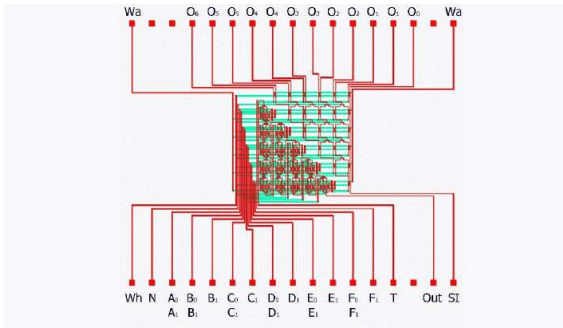 Wa O₆ O₅ O₅ O₄ O₄ O₃ O₃ O₂ O₂ O₁ O₁ O₀ Wa
Wh N A₀ B₀ B₁ C₀ C₁ D₀ D₁ E₀ E₁ F₀ F₁ T Out SI
A₁ B₁ C₁ D₁ E₁ F₁